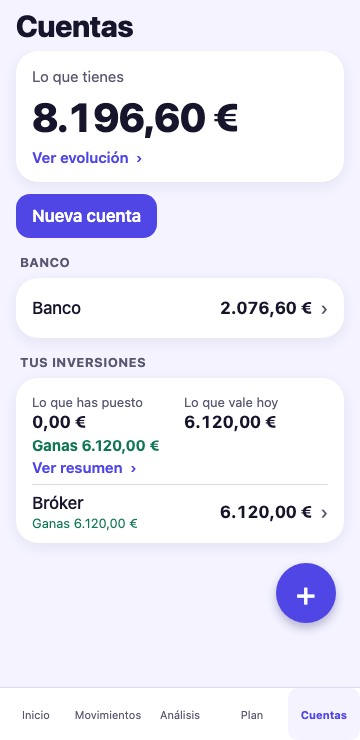 Cuentas
Lo que tienes
8.196,60 €
Ver evolución ›
Nueva cuenta
BANCO
Banco 2.076,60 € ›
TUS INVERSIONES
Lo que has puesto Lo que vale hoy
0,00 € 6.120,00 €
Ganas 6.120,00 €
Ver resumen ›
Bróker 6.120,00 € ›
Ganas 6.120,00 €
+
Inicio Movimientos Análisis Plan Cuentas